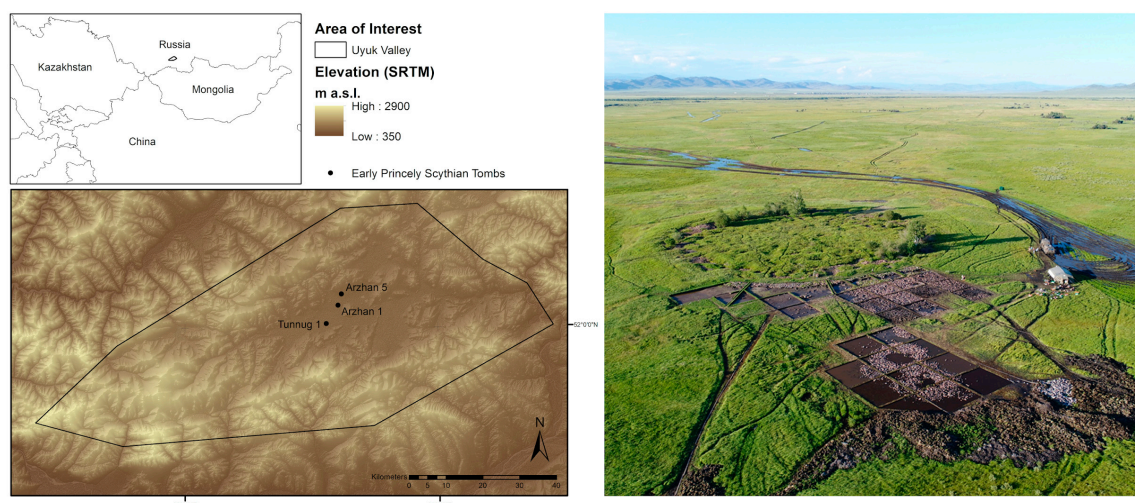 Russia
Kazakhstan
Mongolia
China
Area of Interest
Uyuk Valley
Elevation (SRTM)
m a.s.l.
High : 2900
Low : 350
Early Princely Scythian Tombs
Arzhan 5
Arzhan 1
Tunnug 1
52°0'0"N
N
Kilometers
0 5 10 20 30 40